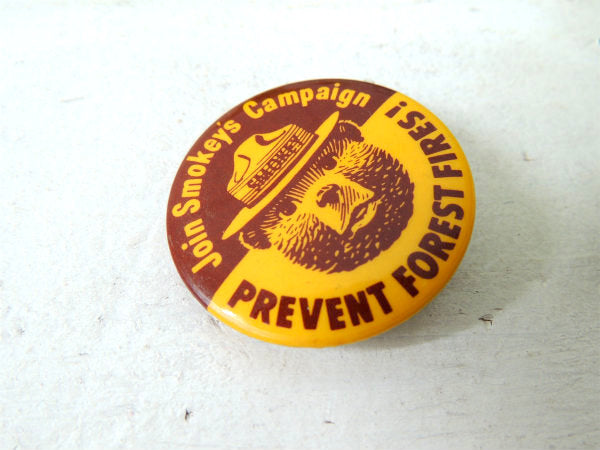 Join Smokey's Campaign
SMOKEY
PREVENT FOREST FIRES!